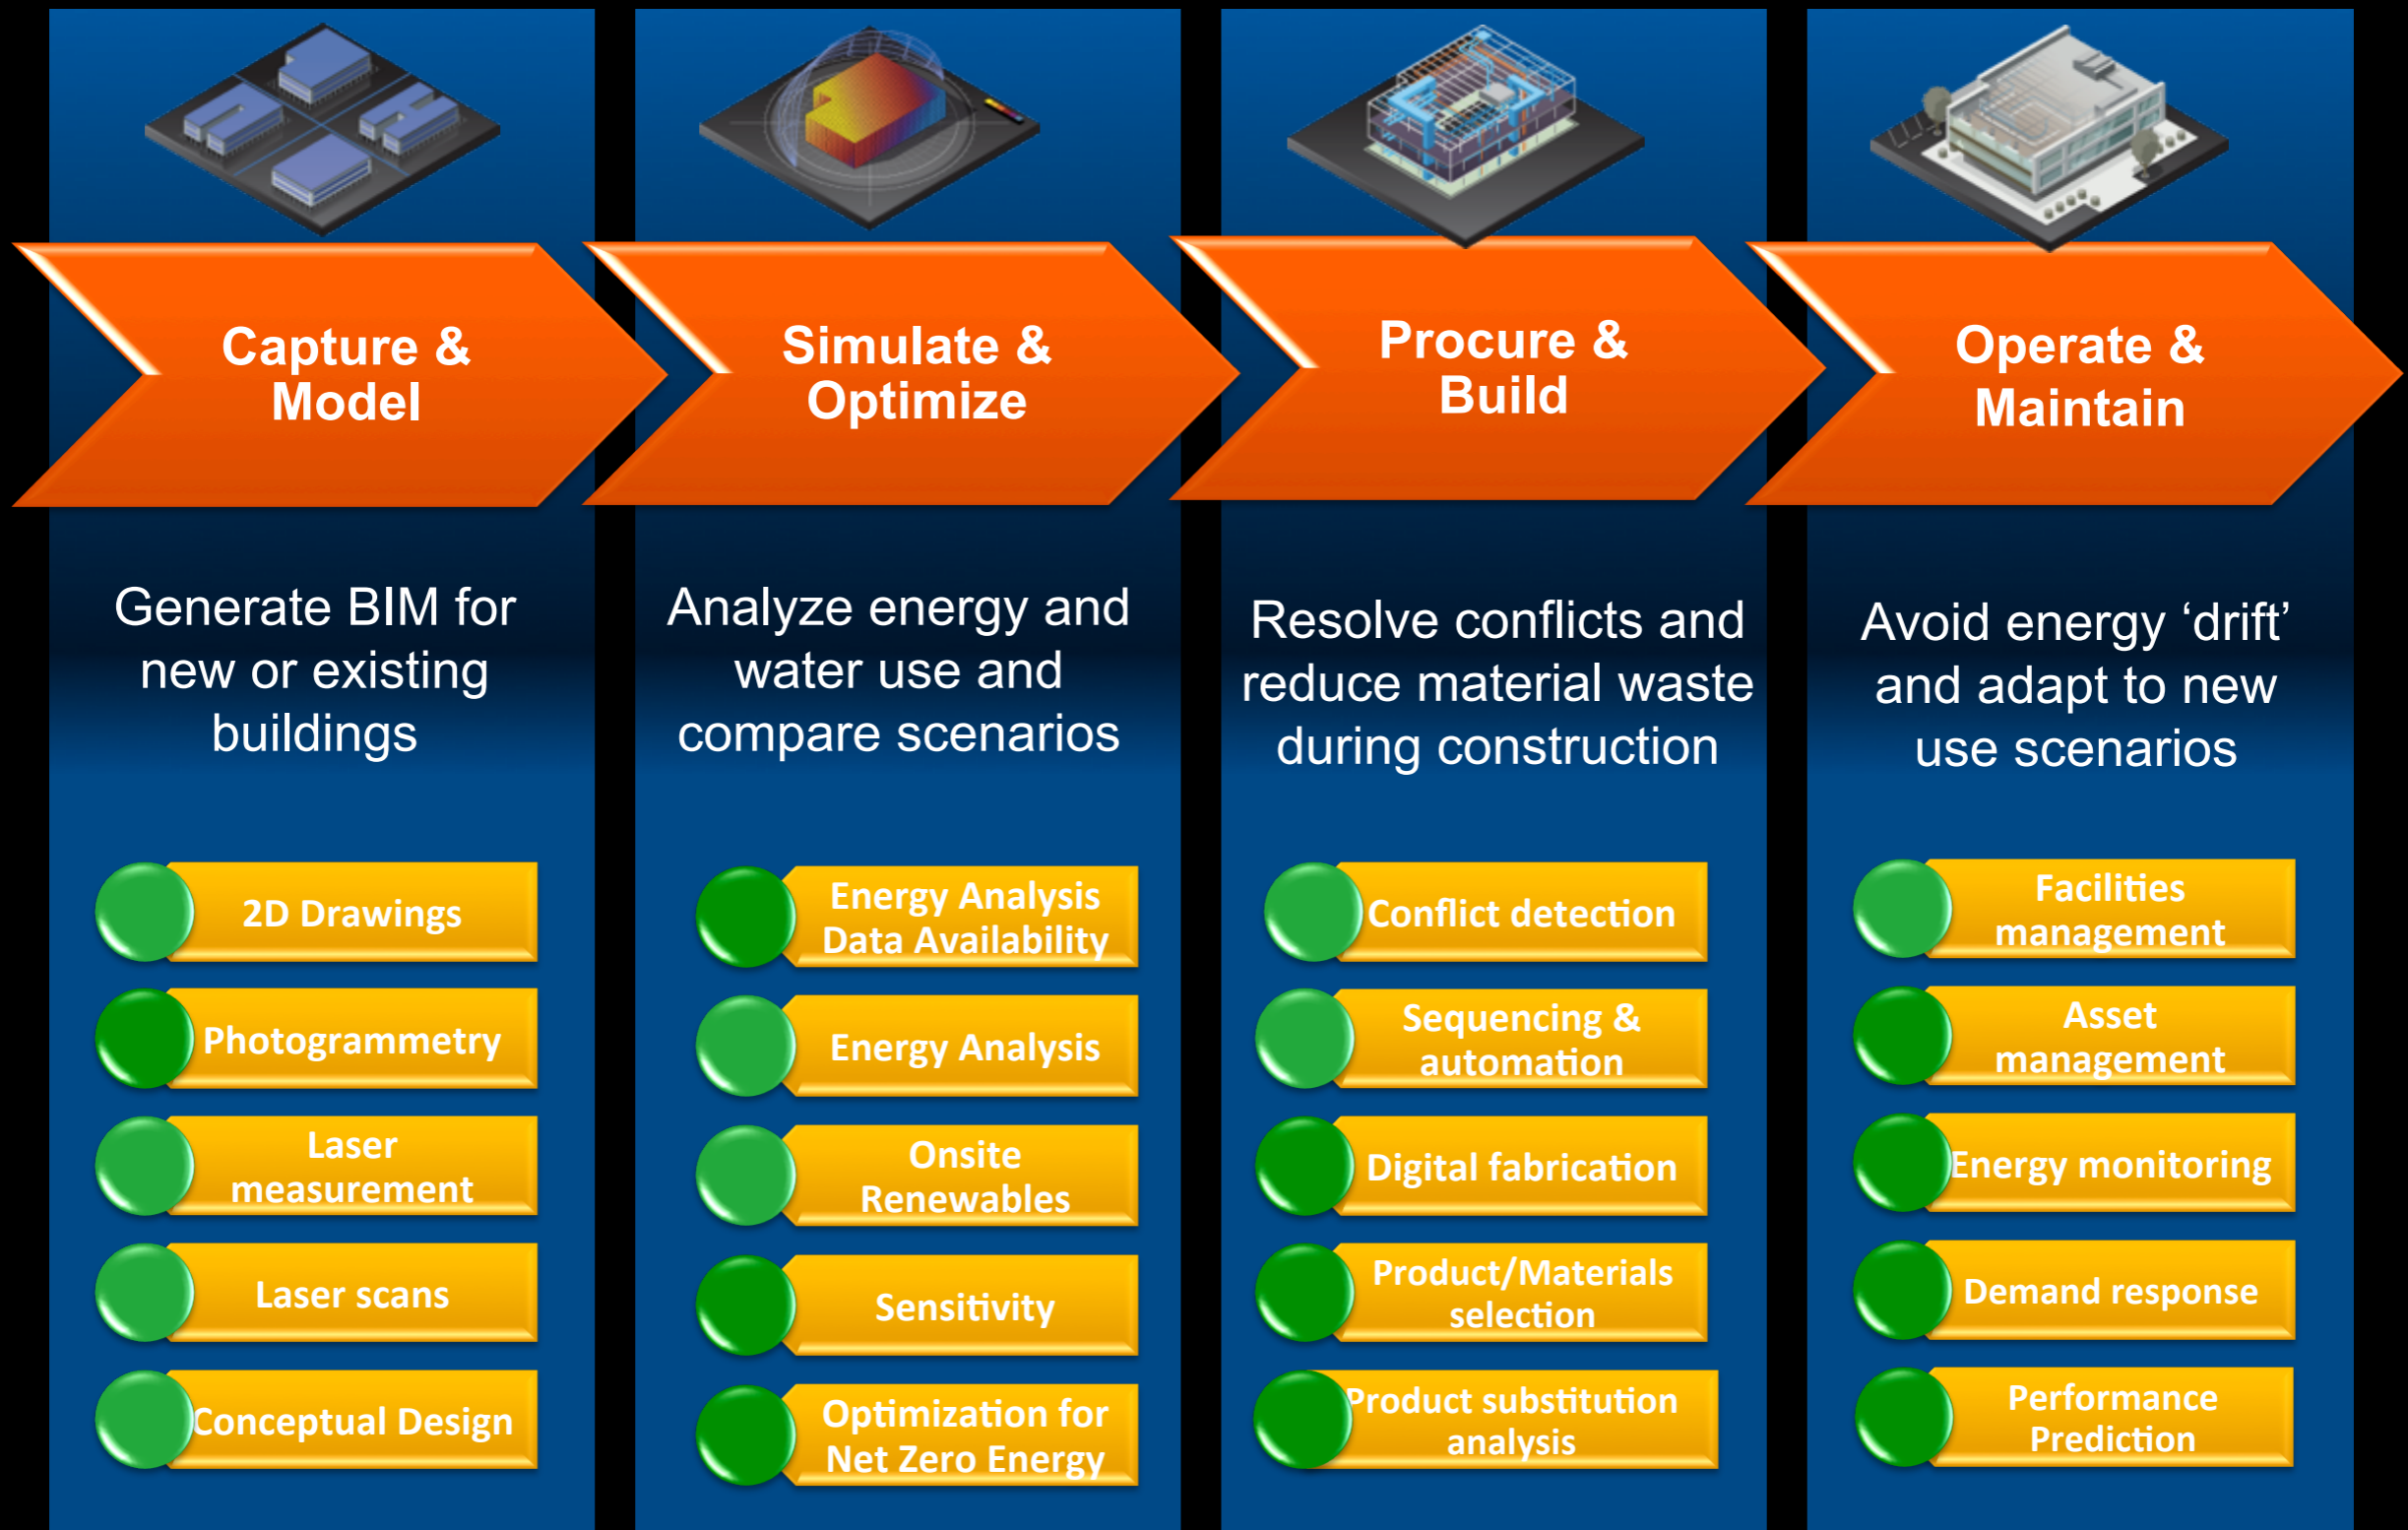 Capture &
Model
Simulate &
Optimize
Procure &
Build
Operate &
Maintain
Generate BIM for
new or existing
buildings
Analyze energy and
water use and
compare scenarios
Resolve conflicts and
reduce material waste
during construction
Avoid energy ‘drift’
and adapt to new
use scenarios
2D Drawings
Photogrammetry
Laser
measurement
Laser scans
Conceptual Design
Energy Analysis
Data Availability
Energy Analysis
Onsite
Renewables
Sensitivity
Optimization for
Net Zero Energy
Conflict detection
Sequencing &
automation
Digital fabrication
Product/Materials
selection
Product substitution
analysis
Facilities
management
Asset
management
Energy monitoring
Demand response
Performance
Prediction